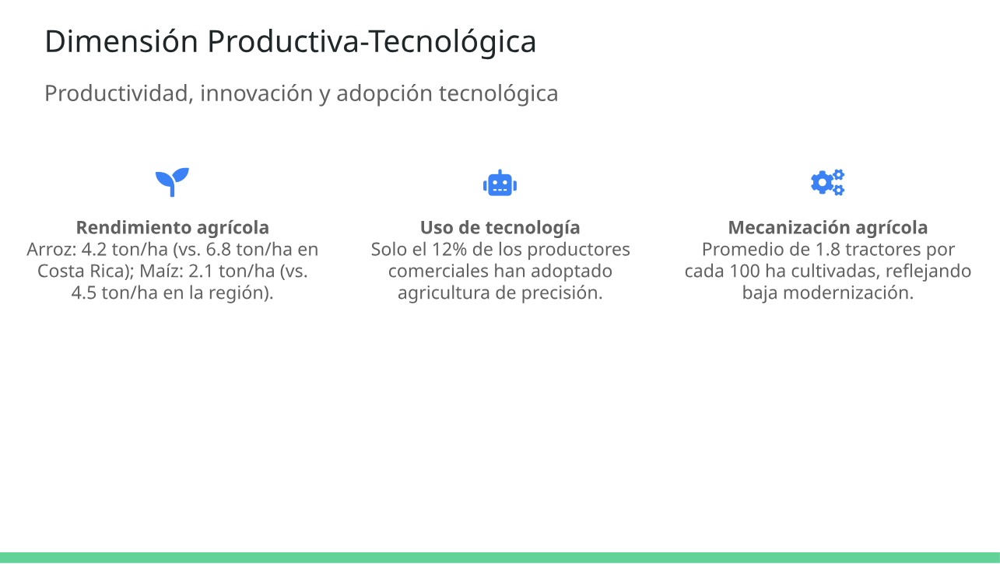 Dimensión Productiva-Tecnológica
Productividad, innovación y adopción tecnológica
Rendimiento agrícola
Arroz: 4.2 ton/ha (vs. 6.8 ton/ha en
Costa Rica); Maíz: 2.1 ton/ha (vs.
4.5 ton/ha en la región).
Uso de tecnología
Solo el 12% de los productores
comerciales han adoptado
agricultura de precisión.
Mecanización agrícola
Promedio de 1.8 tractores por
cada 100 ha cultivadas, reflejando
baja modernización.